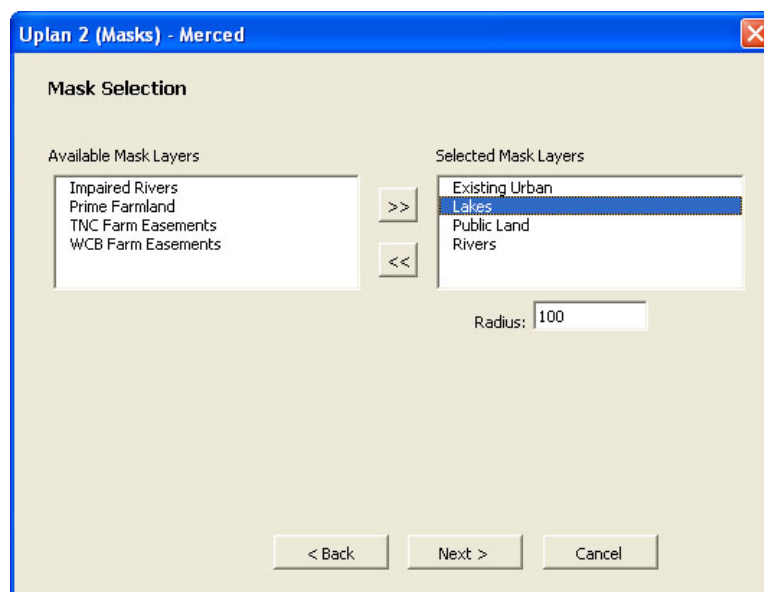 Uplan 2 (Masks) - Merced
Mask Selection
Available Mask Layers
Impaired Rivers
Prime Farmland
TNC Farm Easements
WCB Farm Easements
>>
<<
Selected Mask Layers
Existing Urban
Lakes
Public Land
Rivers
Radius: 100
< Back Next > Cancel